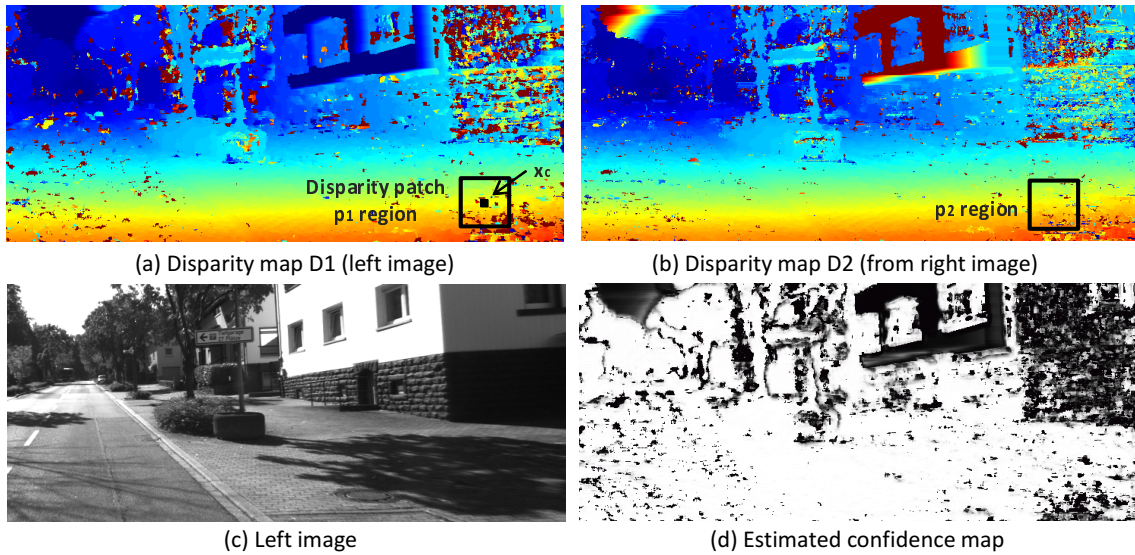 Disparity patch
p1 region
xc
p2 region
(a) Disparity map D1 (left image)
(b) Disparity map D2 (from right image)
(c) Left image
(d) Estimated confidence map